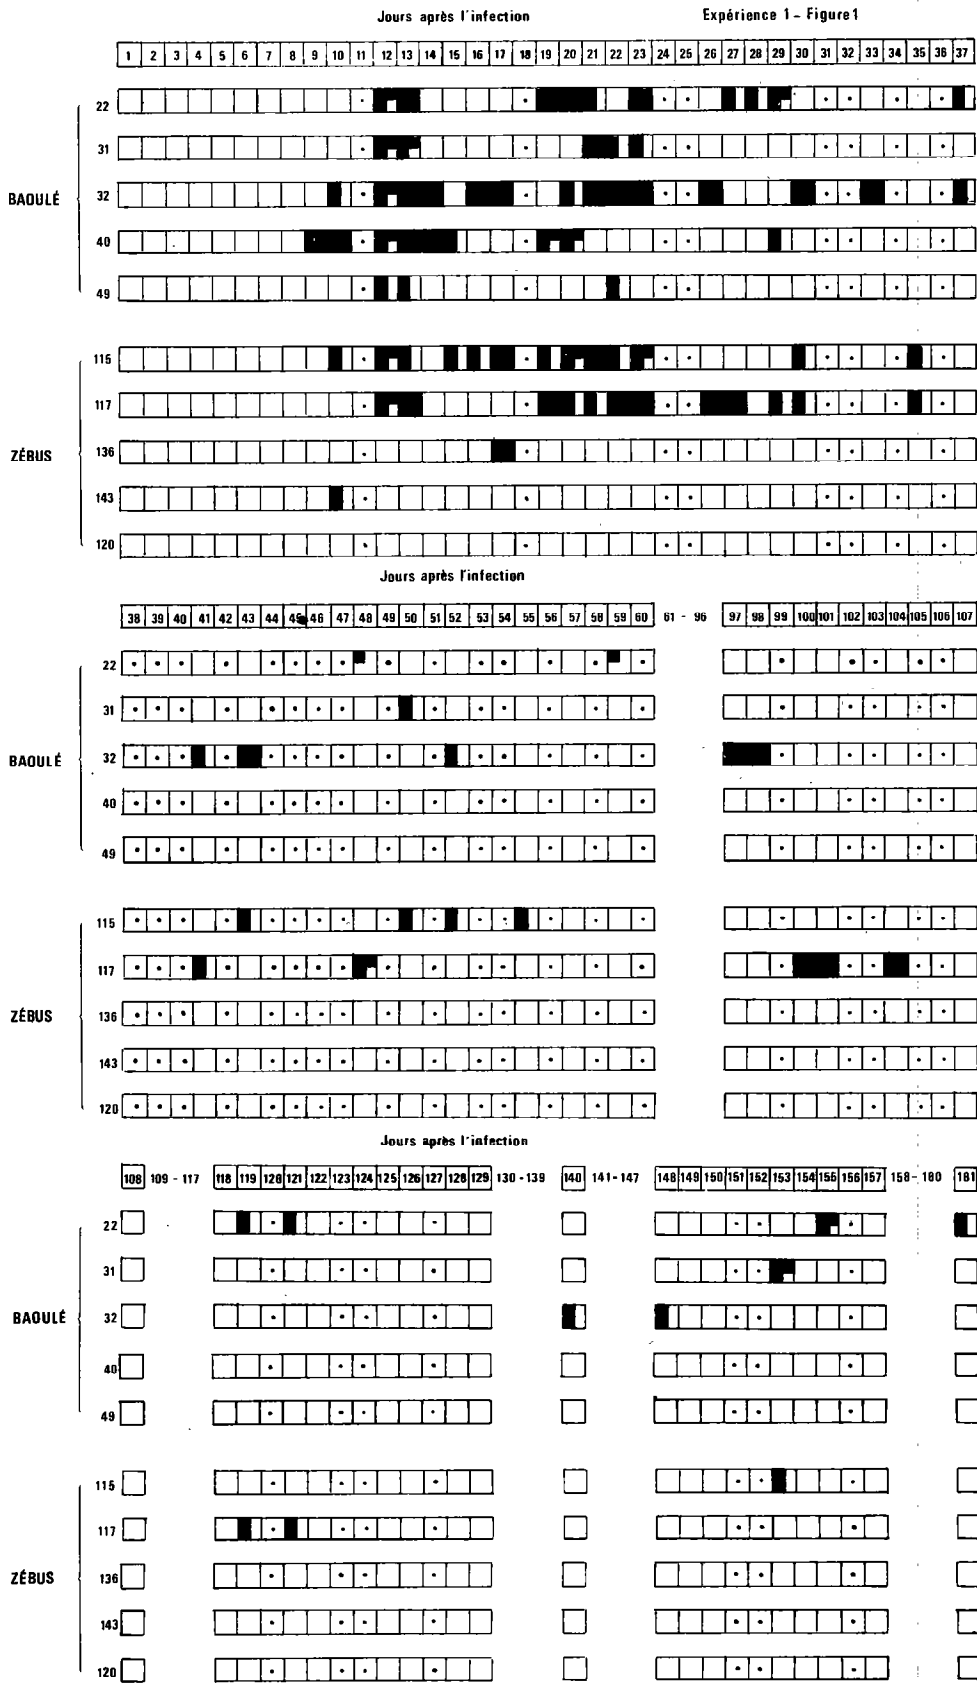 Jours après l'infection Expérience 1 - Figure 1
1 2 3 4 5 6 7 8 9 10 11 12 13 14 15 16 17 18 19 20 21 22 23 24 25 26 27 28 29 30 31 32 33 34 35 36 37
22
31
BAOULÉ 32
40
49
115
117
ZÉBUS 136
143
120
Jours après l'infection
38 39 40 41 42 43 44 45 46 47 48 49 50 51 52 53 54 55 56 57 58 59 60 61 - 96 97 98 99 100 101 102 103 104 105 106 107
22
31
BAOULÉ 32
40
49
115
117
ZÉBUS 136
143
120
Jours après l'infection
108 109 - 117 118 119 120 121 122 123 124 125 126 127 128 129 130 - 139 140 141 - 147 148 149 150 151 152 153 154 155 156 157 158 - 180 181
22
31
BAOULÉ 32
40
49
115
117
ZÉBUS 136
143
120